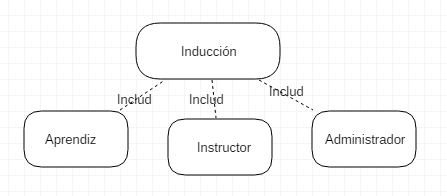 Inducción
Includ
Includ
Includ
Aprendiz
Instructor
Administrador